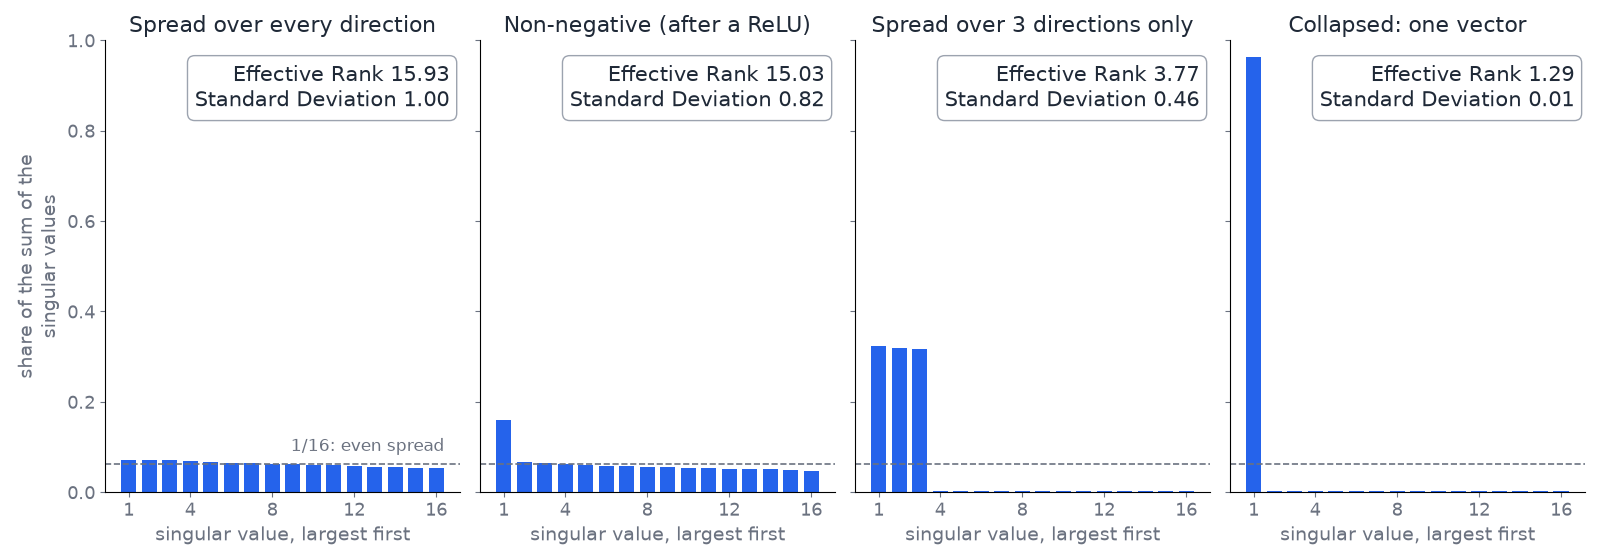 Spread over every direction
Effective Rank 15.93
Standard Deviation 1.00
share of the sum of the
singular values
1.0
0.8
0.6
0.4
0.2
0.0
1/16: even spread
1 4 8 12 16
singular value, largest first
Non-negative (after a ReLU)
Effective Rank 15.03
Standard Deviation 0.82
1 4 8 12 16
singular value, largest first
Spread over 3 directions only
Effective Rank 3.77
Standard Deviation 0.46
1 4 8 12 16
singular value, largest first
Collapsed: one vector
Effective Rank 1.29
Standard Deviation 0.01
1 4 8 12 16
singular value, largest first